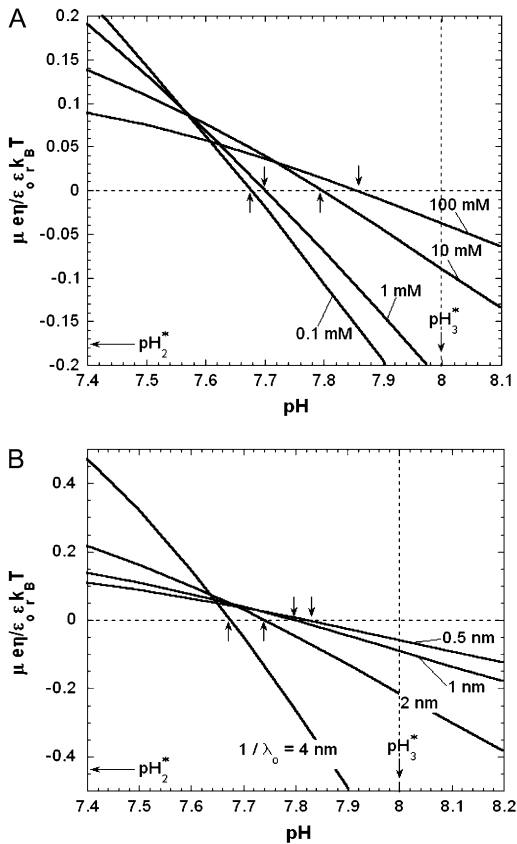 A
μ eη/ε₀εᵣk_BT
0.2
0.15
0.1
0.05
0
-0.05
-0.1
-0.15
-0.2
100 mM
10 mM
1 mM
0.1 mM
pH₂*
pH₃*
7.4 7.5 7.6 7.7 7.8 7.9 8 8.1
pH
B
μ eη/ε₀εᵣk_BT
0.4
0.2
0
-0.2
-0.4
0.5 nm
1 nm
2 nm
1 / λ₀ = 4 nm
pH₂*
pH₃*
7.4 7.5 7.6 7.7 7.8 7.9 8 8.1 8.2
pH